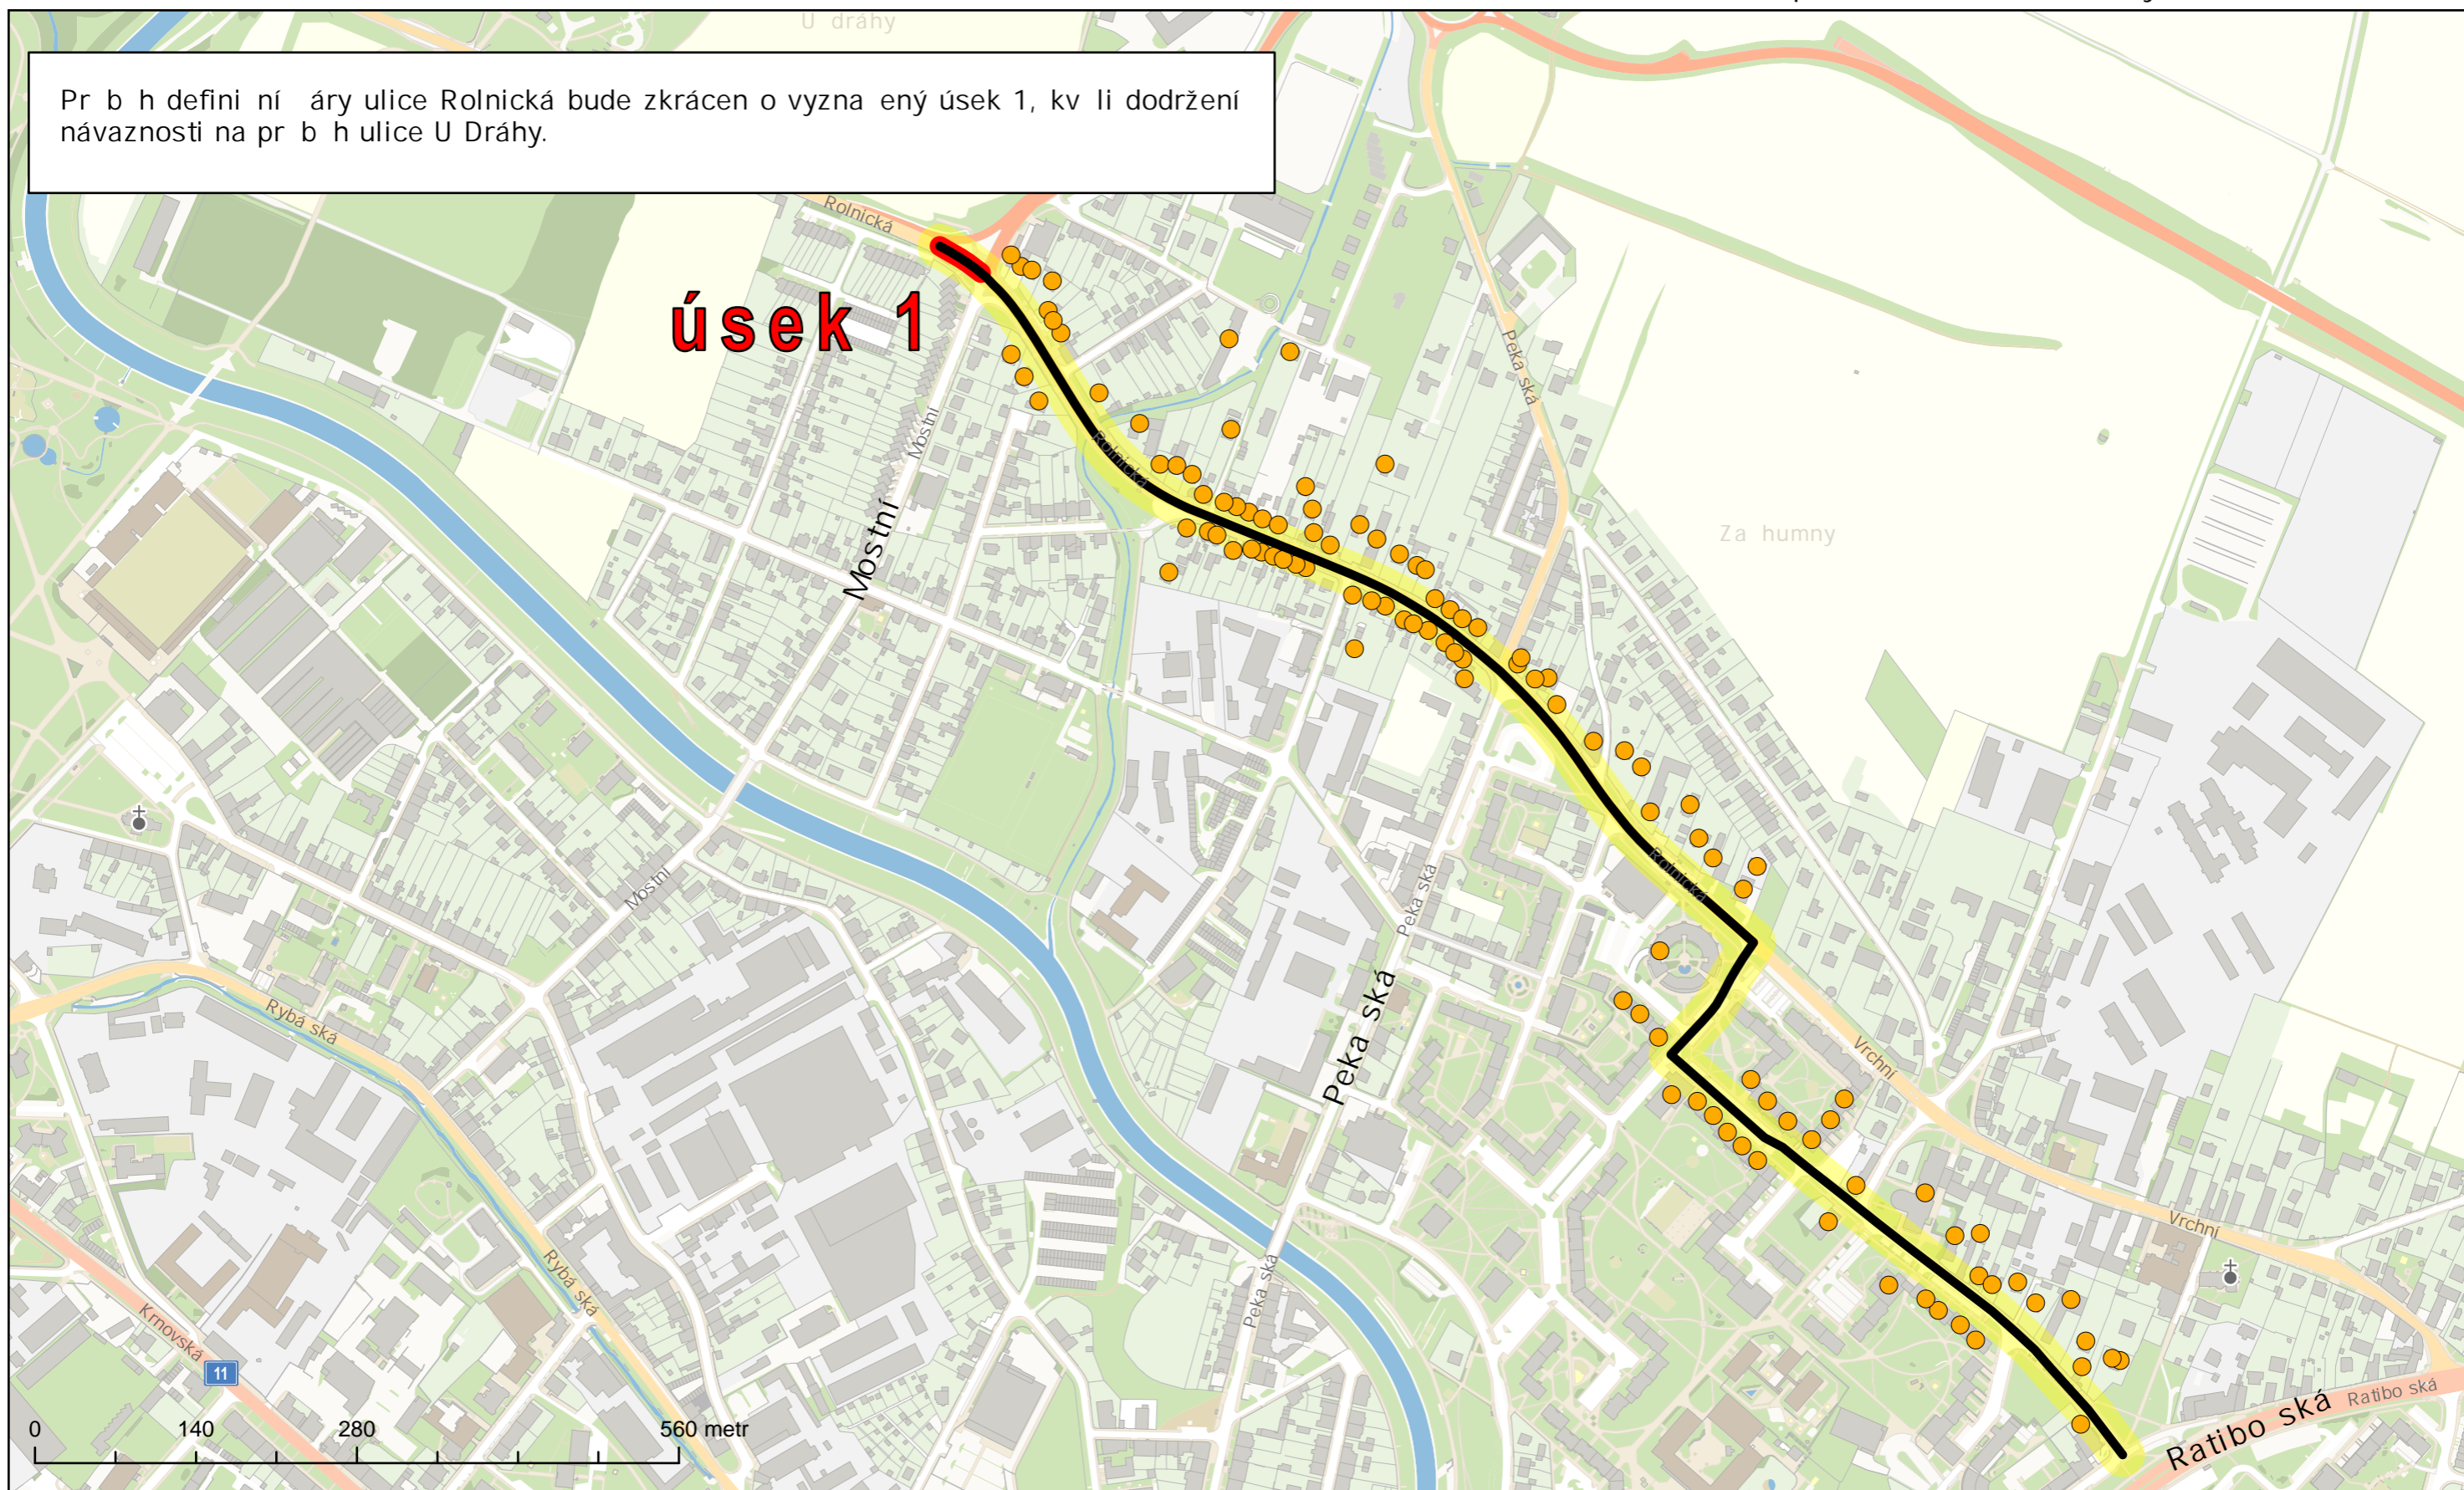 U dráhy
Pr b h defini ní áry ulice Rolnická bude zkrácen o vyzna ený úsek 1, kv li dodržení
návaznosti na pr b h ulice U Dráhy.
Rolnická
úsek 1
Peka ská
Mostní
Rolnická
Mostní
Za humny
Rolnická
Peka ská
Mostní
Peka ská
Rybá ská
Vrchní
Vrchní
Rybá ská
Peka ská
Krnovská
11
Ratibo ská
Ratibo ská
0 140 280 560 metr